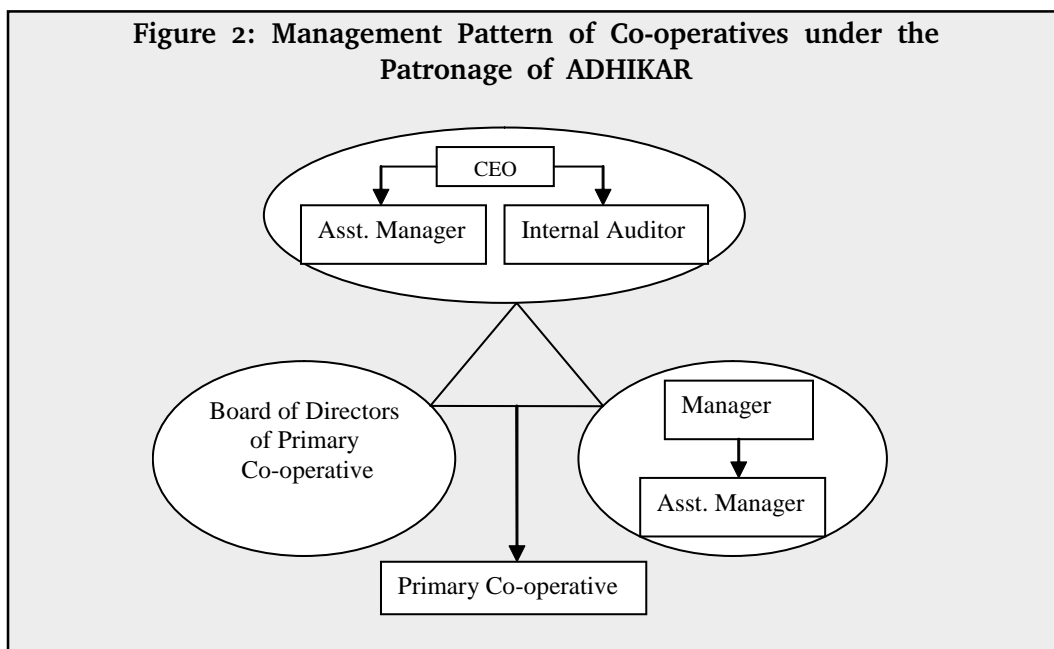 Figure 2: Management Pattern of Co-operatives under the
Patronage of ADHIKAR
CEO
Asst. Manager
Internal Auditor
Board of Directors
of Primary
Co-operative
Manager
Asst. Manager
Primary Co-operative